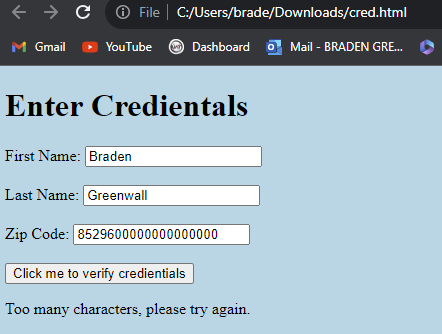 File C:/Users/brade/Downloads/cred.html
Gmail YouTube UAT Dashboard Mail - BRADEN GRE...
Enter Credientals
First Name: Braden
Last Name: Greenwall
Zip Code: 8529600000000000000
Click me to verify credientials
Too many characters, please try again.